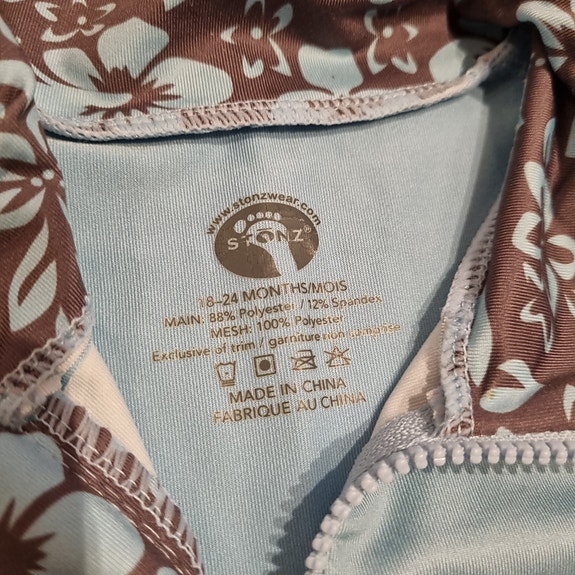 www.stonzwear.com
STONZ®
18-24 MONTHS/MOIS
MAIN: 88% Polyester / 12% Spandex
MESH: 100% Polyester
Exclusive of trim / garniture non comprise
MADE IN CHINA
FABRIQUE AU CHINA